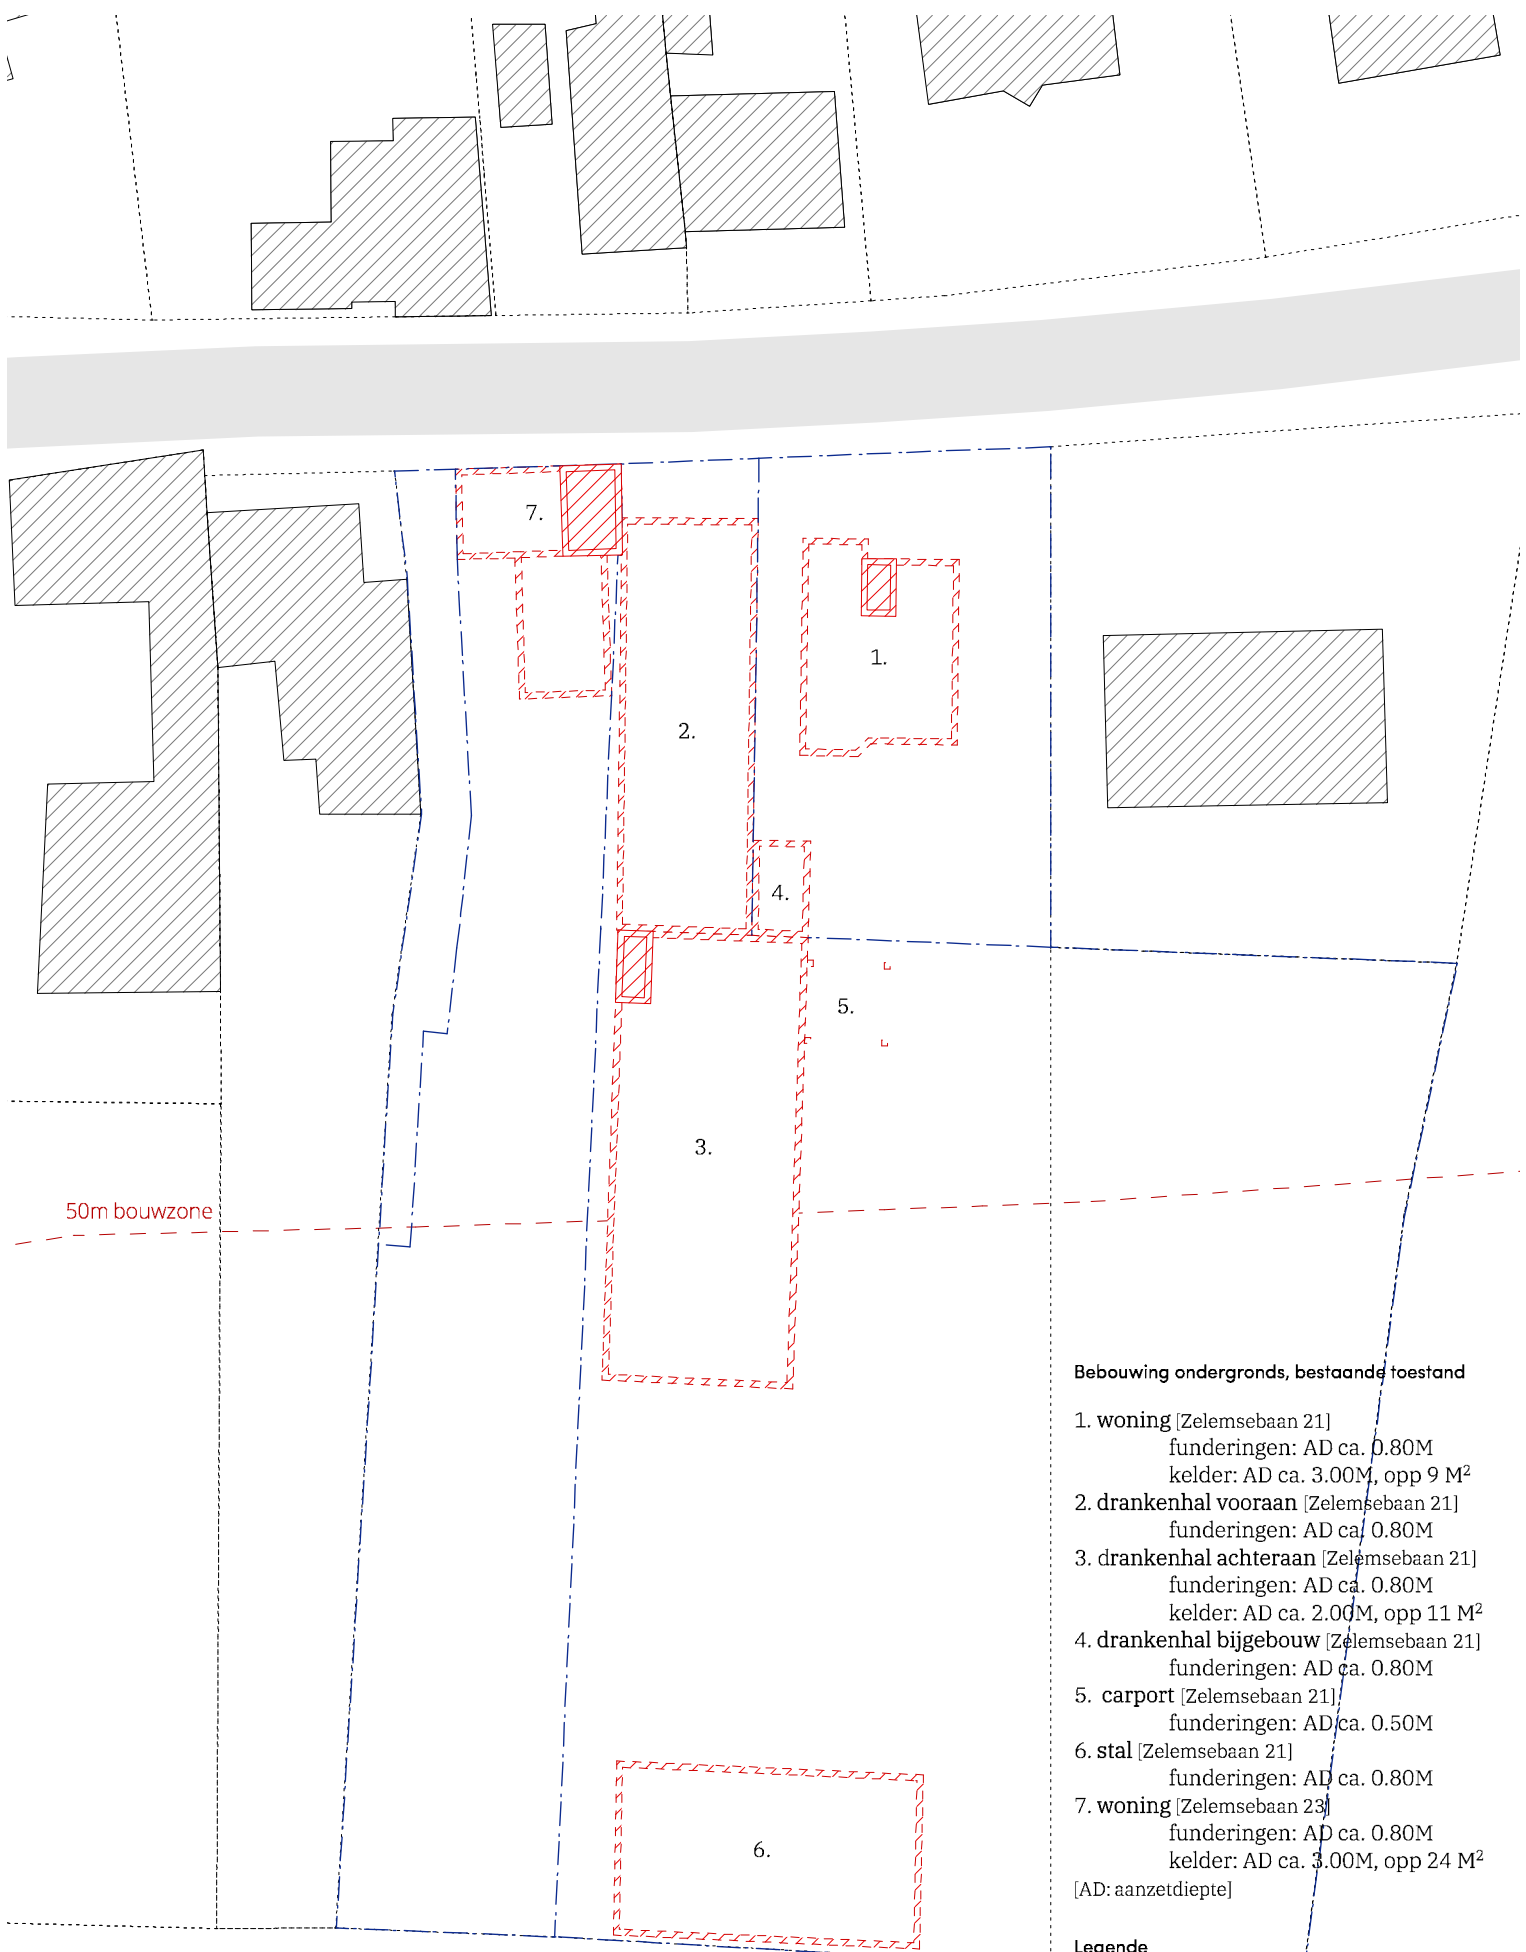 7.
1.
2.
4.
5.
3.
50m bouwzone
6.
Bebouwing ondergronds, bestaande toestand
1. woning [Zelemsebaan 21]
funderingen: AD ca. 0.80M
kelder: AD ca. 3.00M, opp 9 M²
2. drankenhal vooraan [Zelemsebaan 21]
funderingen: AD ca. 0.80M
3. drankenhal achteraan [Zelemsebaan 21]
funderingen: AD ca. 0.80M
kelder: AD ca. 2.00M, opp 11 M²
4. drankenhal bijgebouw [Zelemsebaan 21]
funderingen: AD ca. 0.80M
5. carport [Zelemsebaan 21]
funderingen: AD ca. 0.50M
6. stal [Zelemsebaan 21]
funderingen: AD ca. 0.80M
7. woning [Zelemsebaan 23]
funderingen: AD ca. 0.80M
kelder: AD ca. 3.00M, opp 24 M²
[AD: aanzetdiepte]
Legende